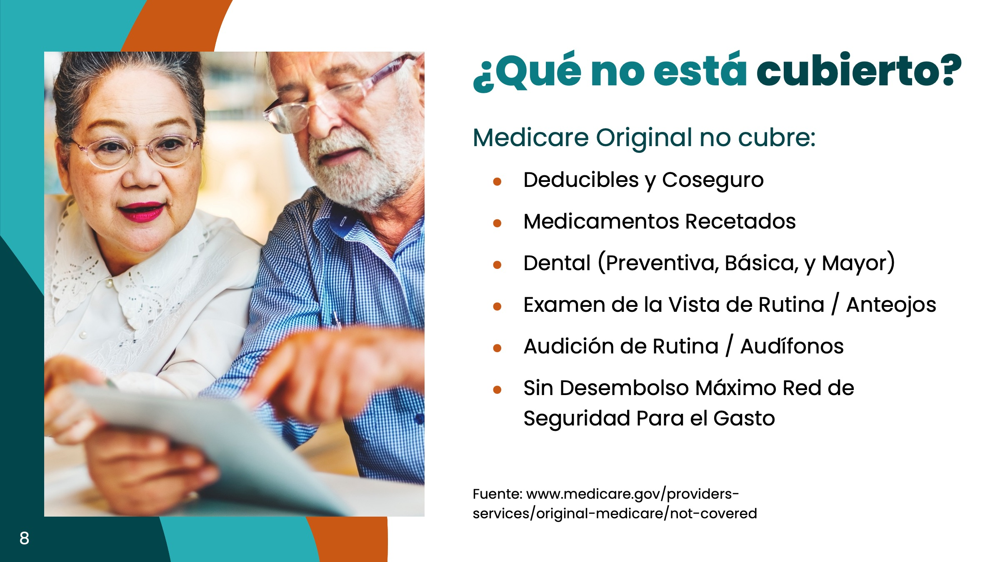 ¿Qué no está cubierto?
Medicare Original no cubre:
● Deducibles y Coseguro
● Medicamentos Recetados
● Dental (Preventiva, Básica, y Mayor)
● Examen de la Vista de Rutina / Anteojos
● Audición de Rutina / Audífonos
● Sin Desembolso Máximo Red de
Seguridad Para el Gasto
Fuente: www.medicare.gov/providers-
services/original-medicare/not-covered
8